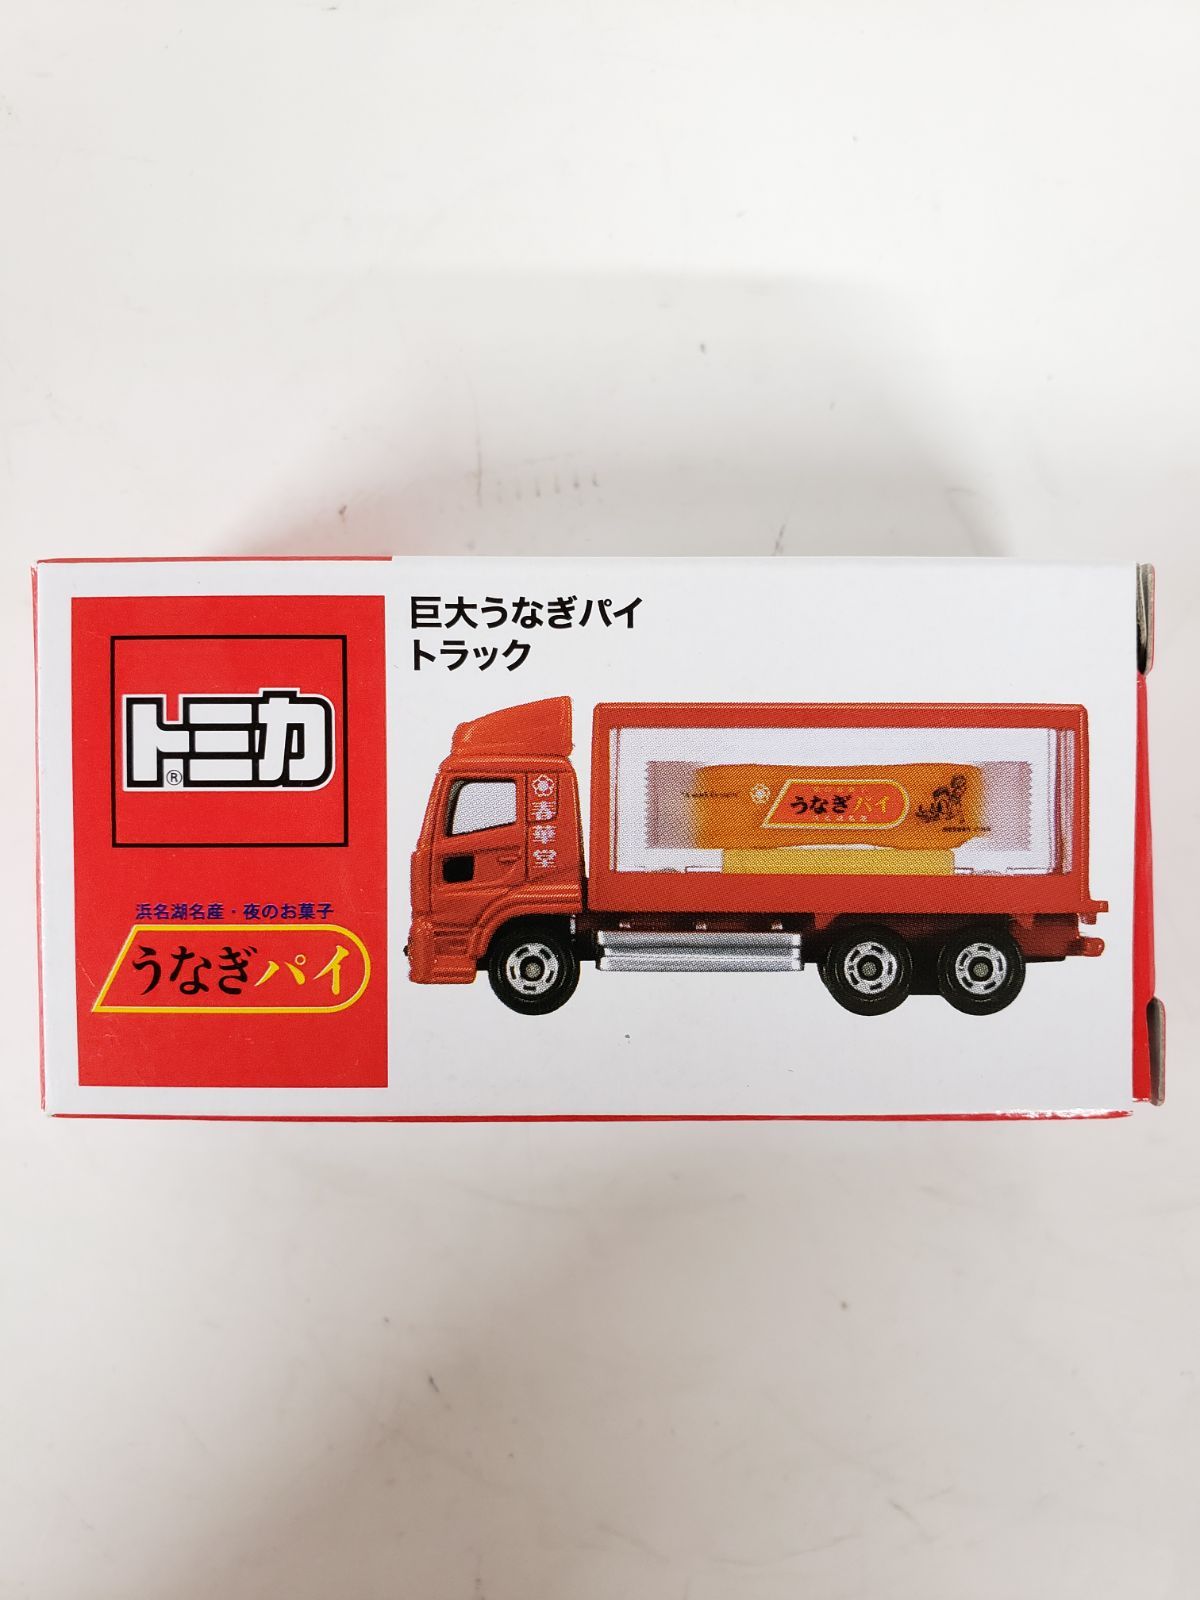 巨大うなぎパイ
トラック
トミカ
®
浜名湖名産・夜のお菓子
うなぎパイ
春華堂
うなぎパイ